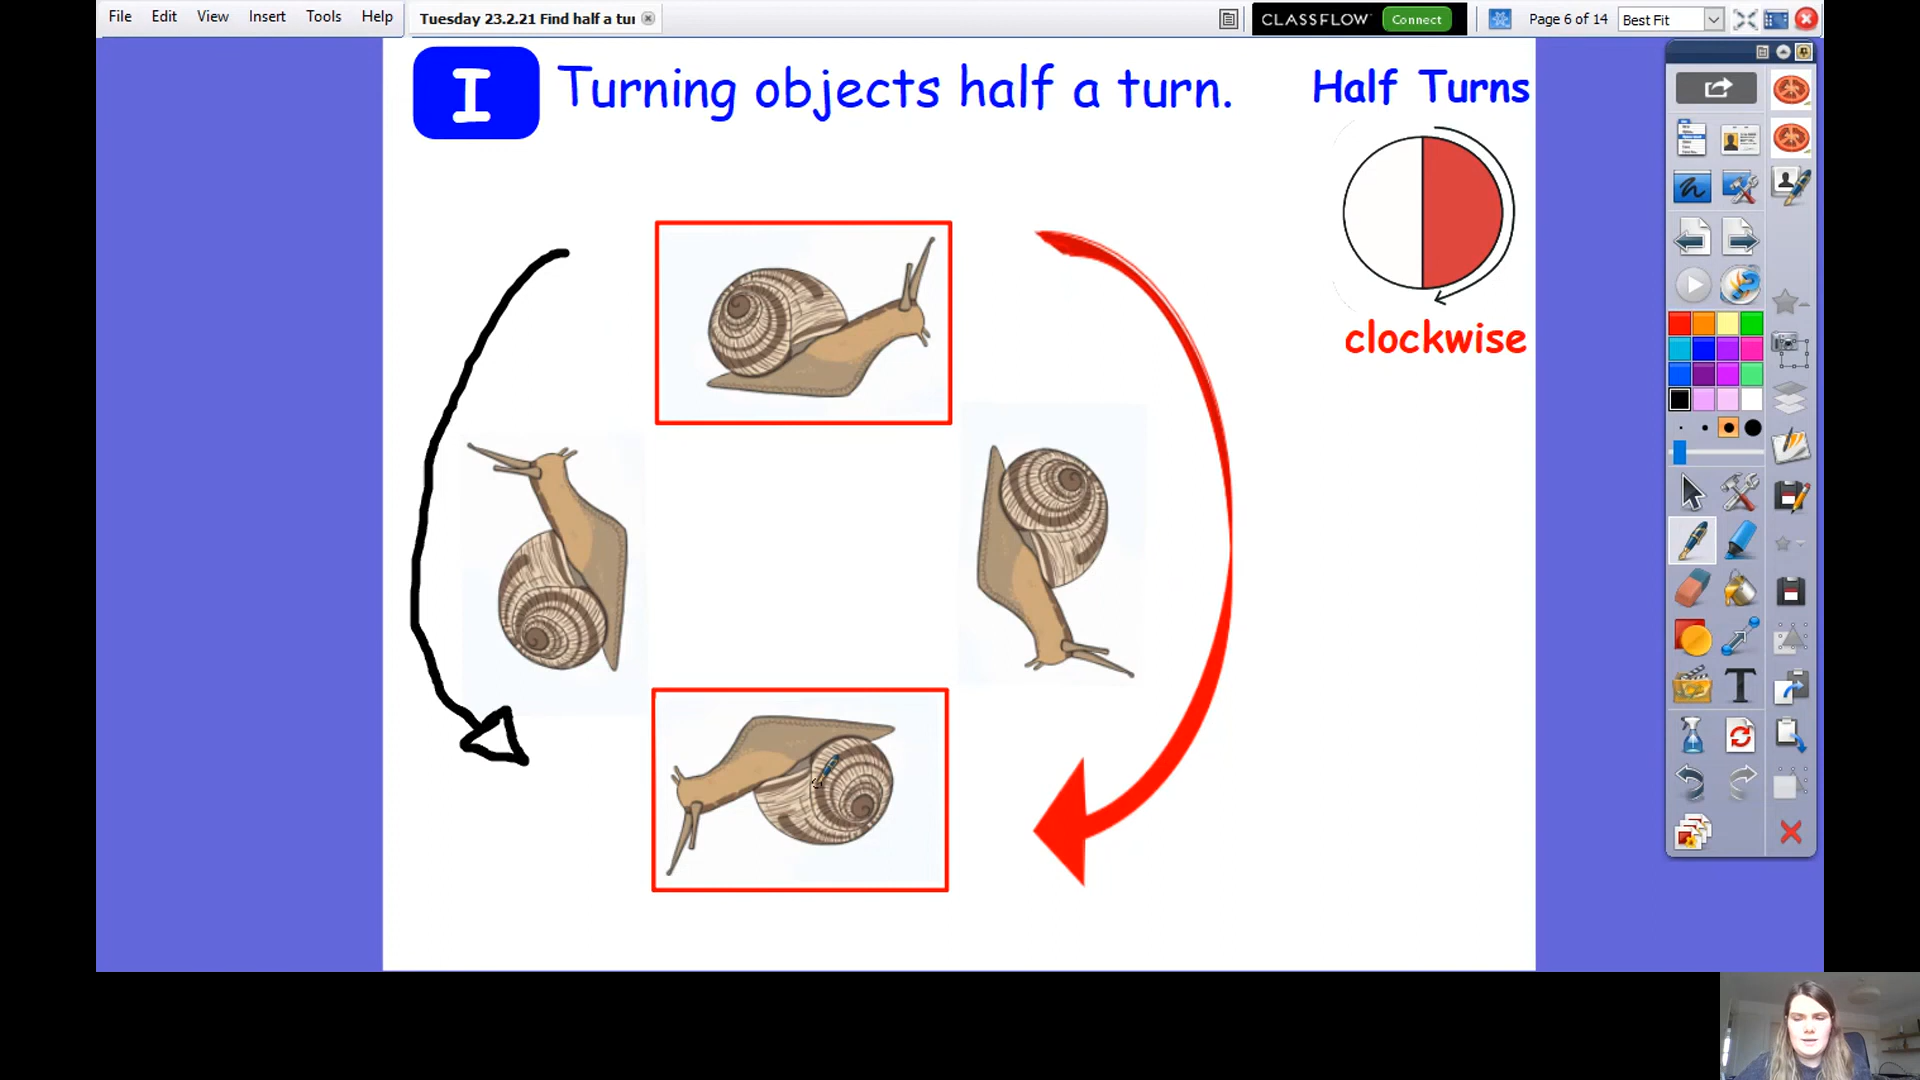 File Edit View Insert Tools Help
Tuesday 23.2.21 Find half a tur
CLASSFLOW Connect
Page 6 of 14
Best Fit
I
Turning objects half a turn.
Half Turns
clockwise
T